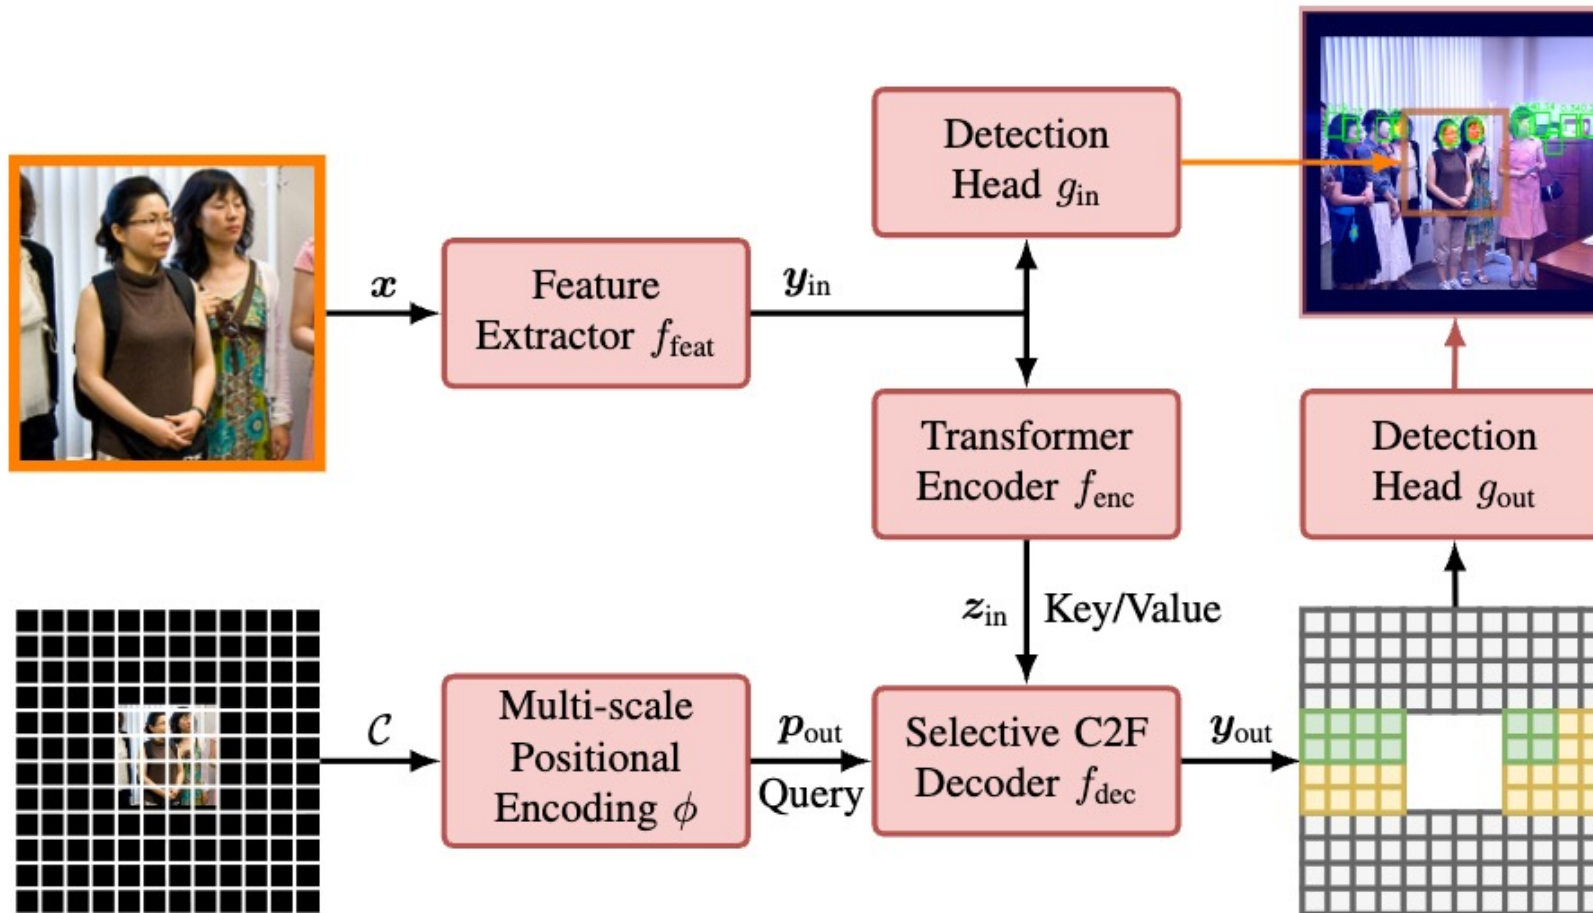 x
Feature
Extractor f_feat
y_in
Detection
Head g_in
Transformer
Encoder f_enc
z_in
Key/Value
C
Multi-scale
Positional
Encoding ϕ
p_out
Query
Selective C2F
Decoder f_dec
y_out
Detection
Head g_out